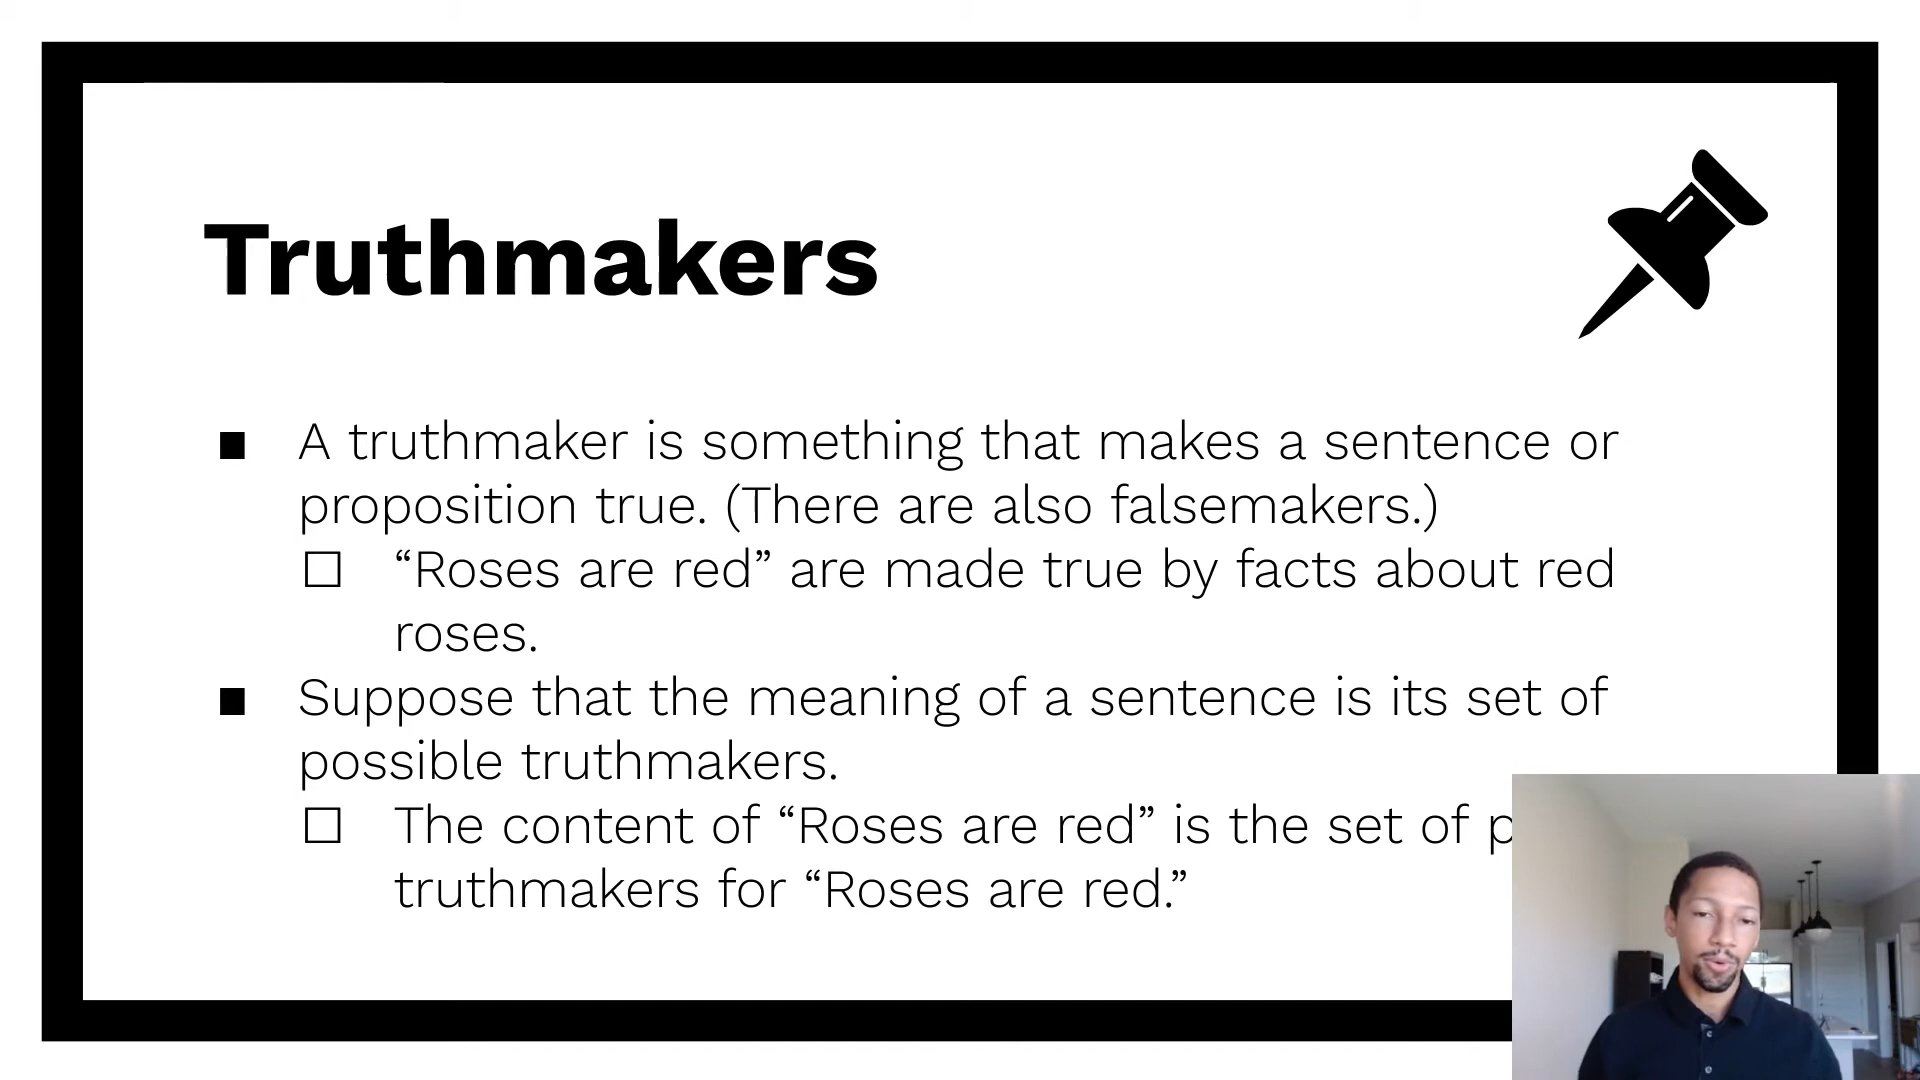 Truthmakers
■ A truthmaker is something that makes a sentence or
proposition true. (There are also falsemakers.)
□ “Roses are red” are made true by facts about red
roses.
■ Suppose that the meaning of a sentence is its set of
possible truthmakers.
□ The content of “Roses are red” is the set of
truthmakers for “Roses are red.”